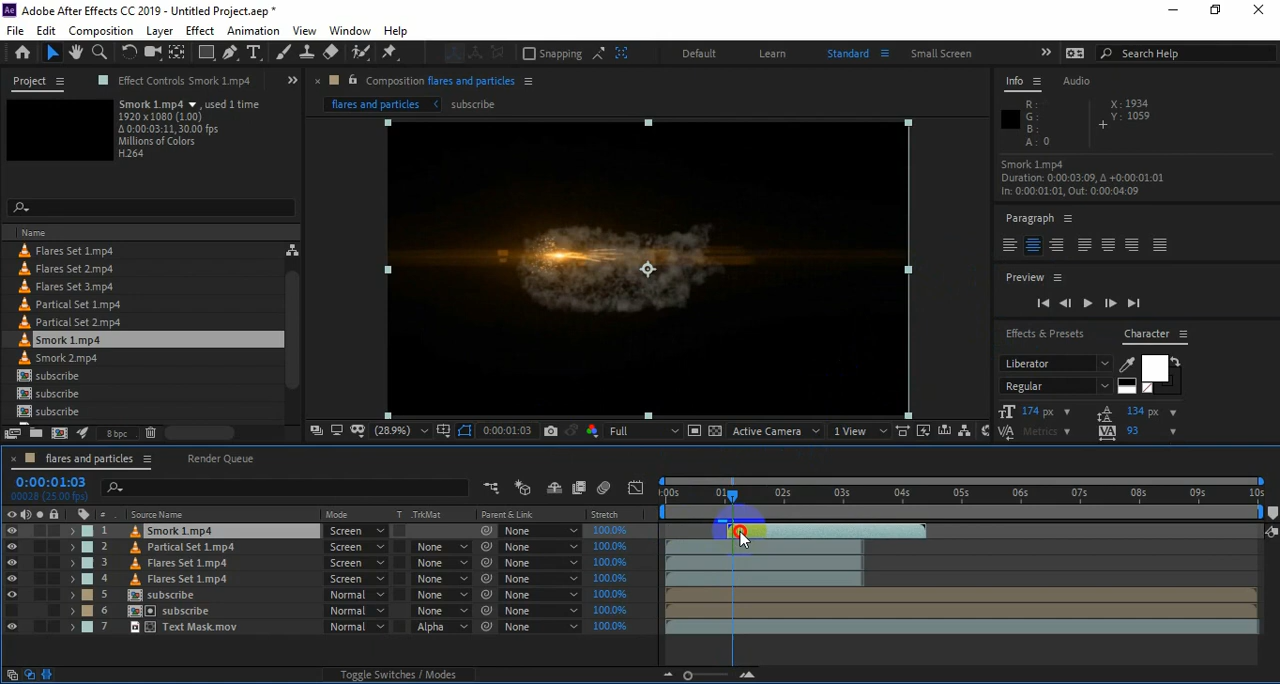 Ae Adobe After Effects CC 2019 - Untitled Project.aep *
File Edit Composition Layer Effect Animation View Window Help
Snapping Default Learn Standard Small Screen Search Help
Project Effect Controls Smork 1.mp4 Composition flares and particles Info Audio
Smork 1.mp4 , used 1 time
1920 x 1080 (1.00)
Δ 0:00:03:11, 30.00 fps
Millions of Colors
H.264
flares and particles subscribe
R: X: 1934
G: Y: 1059
B:
A: 0
Smork 1.mp4
Duration: 0:00:03:09, Δ +0:00:01:01
In: 0:00:01:01, Out: 0:00:04:09
Paragraph
Name
Flares Set 1.mp4
Flares Set 2.mp4
Flares Set 3.mp4
Partical Set 1.mp4
Partical Set 2.mp4
Smork 1.mp4
Smork 2.mp4
subscribe
subscribe
subscribe
Preview
Effects & Presets Character
Liberator
Regular
174 px 134 px
Metrics 93
8 bpc (28.9%) 0:00:01:03 Full Active Camera 1 View
flares and particles Render Queue
0:00:01:03
00028 (25.00 fps)
:00s 01s 02s 03s 04s 05s 06s 07s 08s 09s 10s
# Source Name Mode T .TrkMat Parent & Link Stretch
1 Smork 1.mp4 Screen None 100.0%
2 Partical Set 1.mp4 Screen None None 100.0%
3 Flares Set 1.mp4 Screen None None 100.0%
4 Flares Set 1.mp4 Screen None None 100.0%
5 subscribe Normal None None 100.0%
6 subscribe Normal None None 100.0%
7 Text Mask.mov Normal Alpha None 100.0%
Toggle Switches / Modes